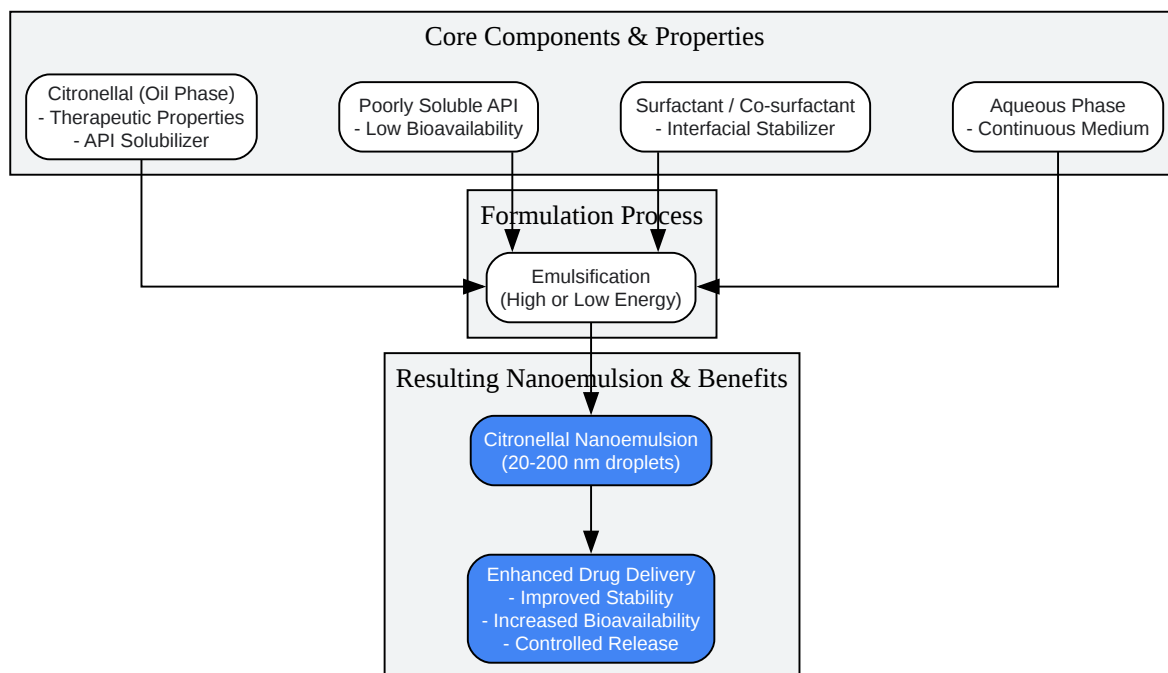 Core Components & Properties
Citronellal (Oil Phase)
- Therapeutic Properties
- API Solubilizer
Poorly Soluble API
- Low Bioavailability
Surfactant / Co-surfactant
- Interfacial Stabilizer
Aqueous Phase
- Continuous Medium
Formulation Process
Emulsification
(High or Low Energy)
Resulting Nanoemulsion & Benefits
Citronellal Nanoemulsion
(20-200 nm droplets)
Enhanced Drug Delivery
- Improved Stability
- Increased Bioavailability
- Controlled Release